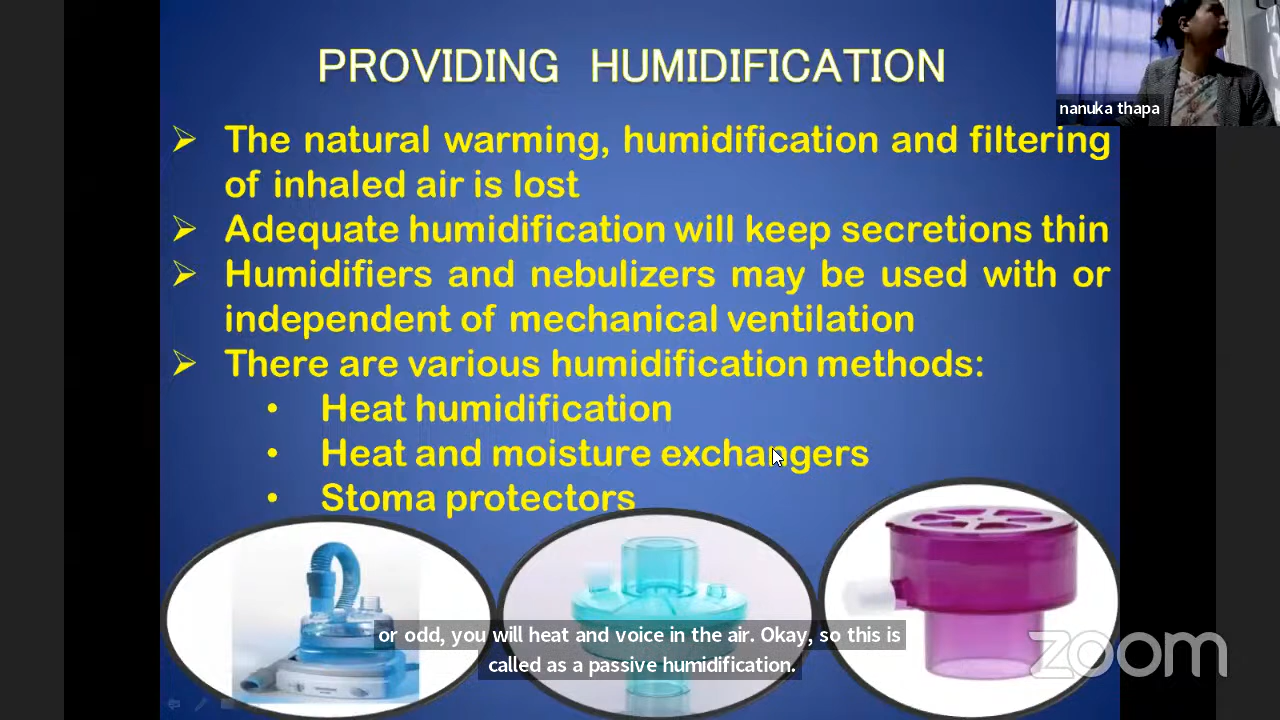 PROVIDING HUMIDIFICATION
nanuka thapa
➢ The natural warming, humidification and filtering
of inhaled air is lost
➢ Adequate humidification will keep secretions thin
➢ Humidifiers and nebulizers may be used with or
independent of mechanical ventilation
➢ There are various humidification methods:
• Heat humidification
• Heat and moisture exchangers
• Stoma protectors
or odd, you will heat and voice in the air. Okay, so this is
called as a passive humidification.
zoom